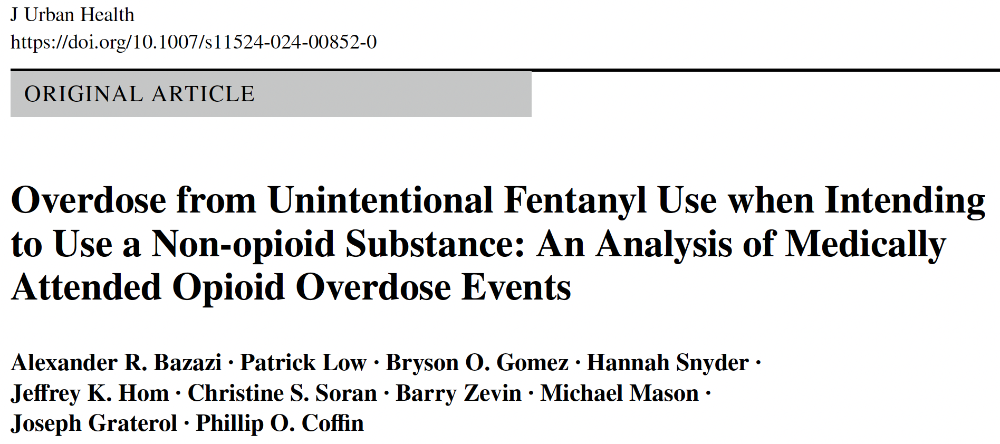 J Urban Health
https://doi.org/10.1007/s11524-024-00852-0
ORIGINAL ARTICLE
Overdose from Unintentional Fentanyl Use when Intending
to Use a Non-opioid Substance: An Analysis of Medically
Attended Opioid Overdose Events
Alexander R. Bazazi · Patrick Low · Bryson O. Gomez · Hannah Snyder ·
Jeffrey K. Hom · Christine S. Soran · Barry Zevin · Michael Mason ·
Joseph Graterol · Phillip O. Coffin